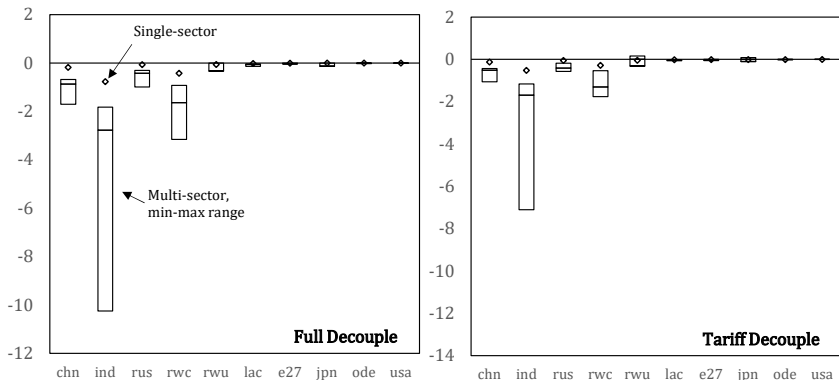 2
0
-2
-4
-6
-8
-10
-12
Single-sector
Multi-sector,
min-max range
Full Decouple
chn ind rus rwc rwu lac e27 jpn ode usa
2
0
-2
-4
-6
-8
-10
-12
-14
Tariff Decouple
chn ind rus rwc rwu lac e27 jpn ode usa